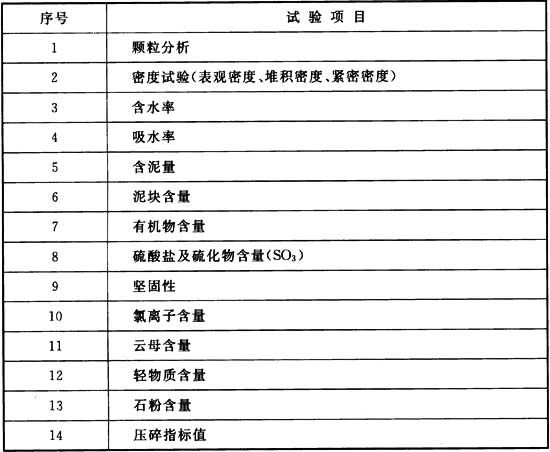 序号 试验项目
1 颗粒分析
2 密度试验(表观密度、堆积密度、紧密密度)
3 含水率
4 吸水率
5 含泥量
6 泥块含量
7 有机物含量
8 硫酸盐及硫化物含量(SO₃)
9 坚固性
10 氯离子含量
11 云母含量
12 轻物质含量
13 石粉含量
14 压碎指标值